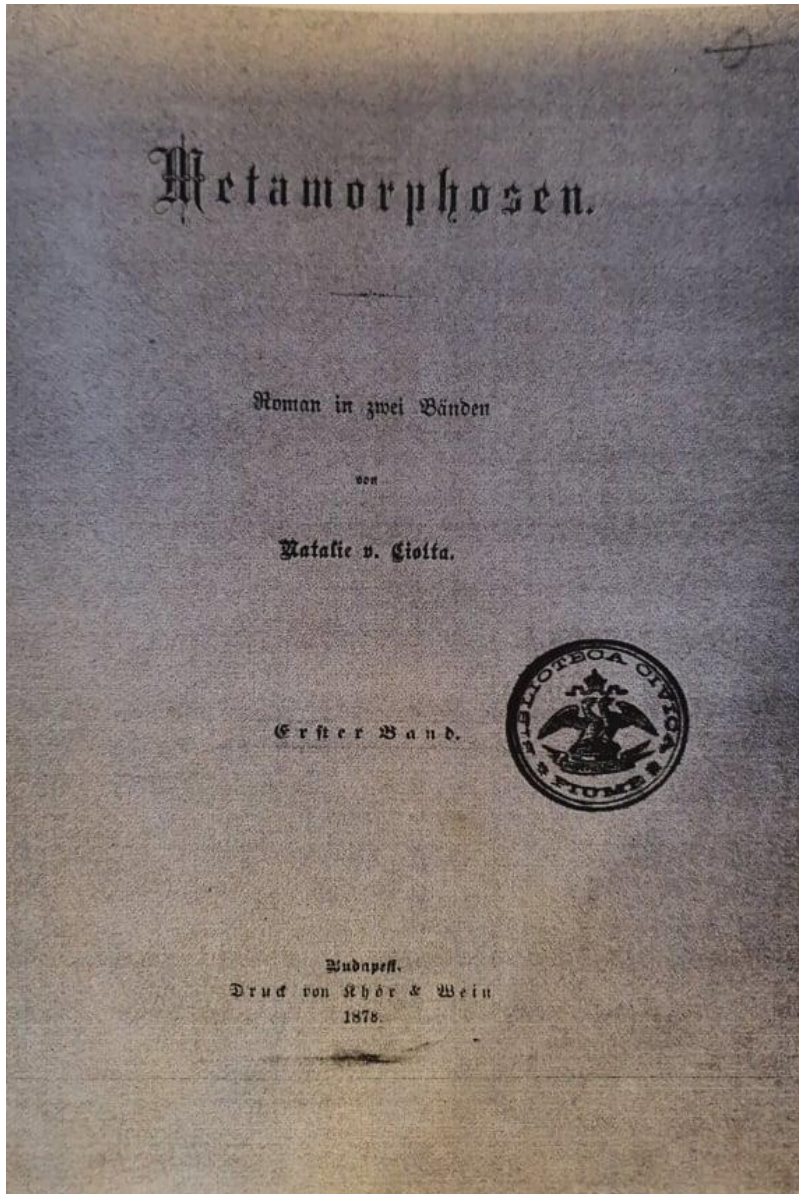 Metamorphosen.
Roman in zwei Bänden
von
Natalie v. Ciotta.
Erster Band.
BIBLIOTECA CIVICA
* FIUME *
Budapest.
Druck von Khór & Wein
1878.